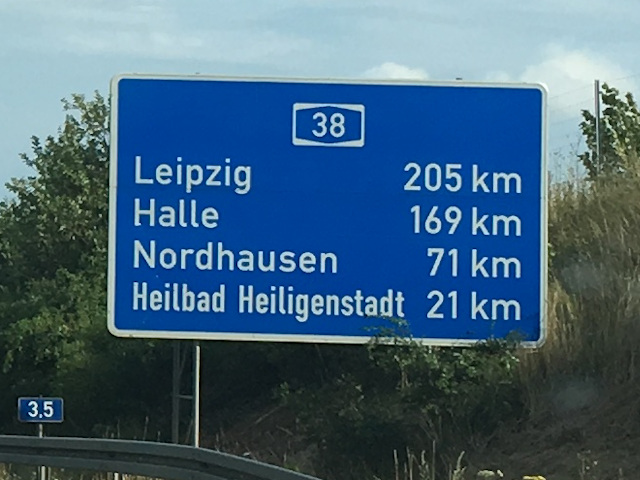 38
Leipzig 205 km
Halle 169 km
Nordhausen 71 km
Heilbad Heiligenstadt 21 km
3,5